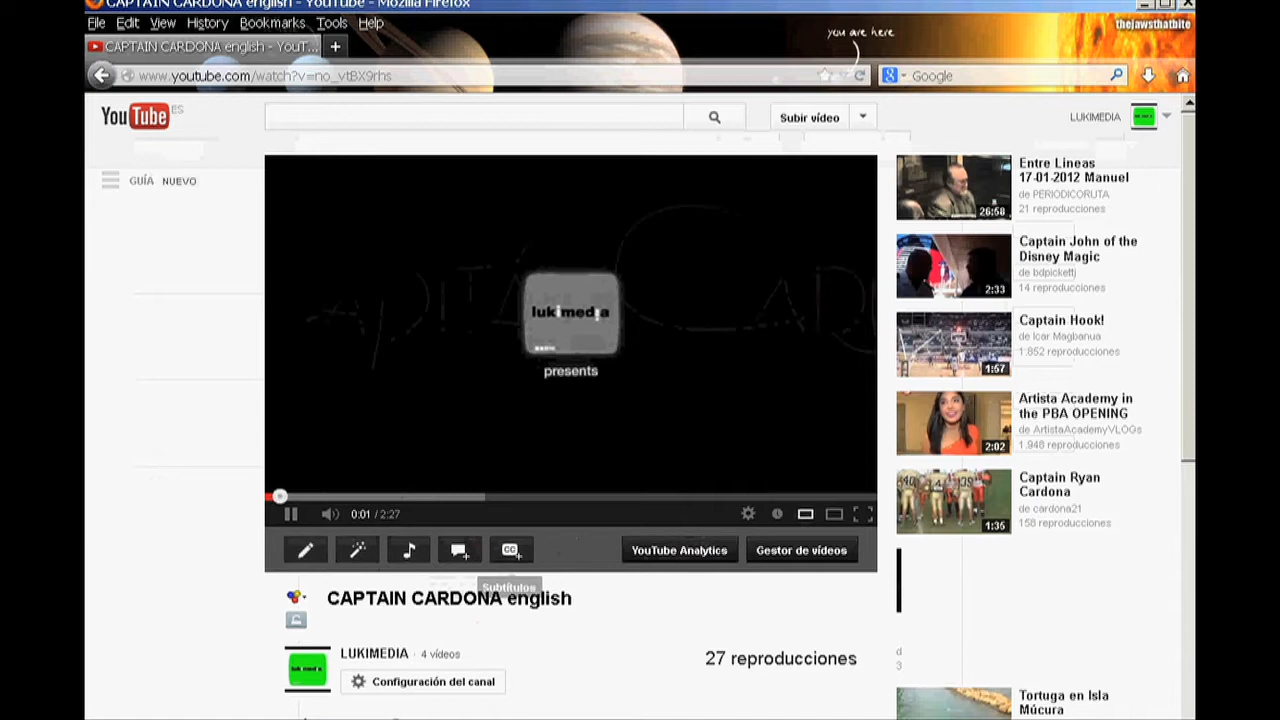 CAPTAIN CARDONA english - YouTube - Mozilla Firefox
File Edit View History Bookmarks Tools Help
thejawsthatbite
you are here
CAPTAIN CARDONA english - YouT...
www.youtube.com/watch?v=no_vtBX9rhs
Google
YouTube ES
Subir vídeo
LUKIMEDIA
GUÍA NUEVO
lukimedia
presents
0:01 / 2:27
CC
YouTube Analytics
Gestor de vídeos
Subtítulos
CAPTAIN CARDONA english
LUKIMEDIA · 4 vídeos
Configuración del canal
27 reproducciones
26:58
Entre Lineas
17-01-2012 Manuel
de PERIODICORUTA
21 reproducciones
2:33
Captain John of the
Disney Magic
de bdpickettj
14 reproducciones
1:57
Captain Hook!
de Icar Magbanua
1.852 reproducciones
2:02
Artista Academy in
the PBA OPENING
de ArtistaAcademyVLOGs
1.948 reproducciones
1:35
Captain Ryan
Cardona
de cardona21
158 reproducciones
d
3
Tortuga en Isla
Múcura